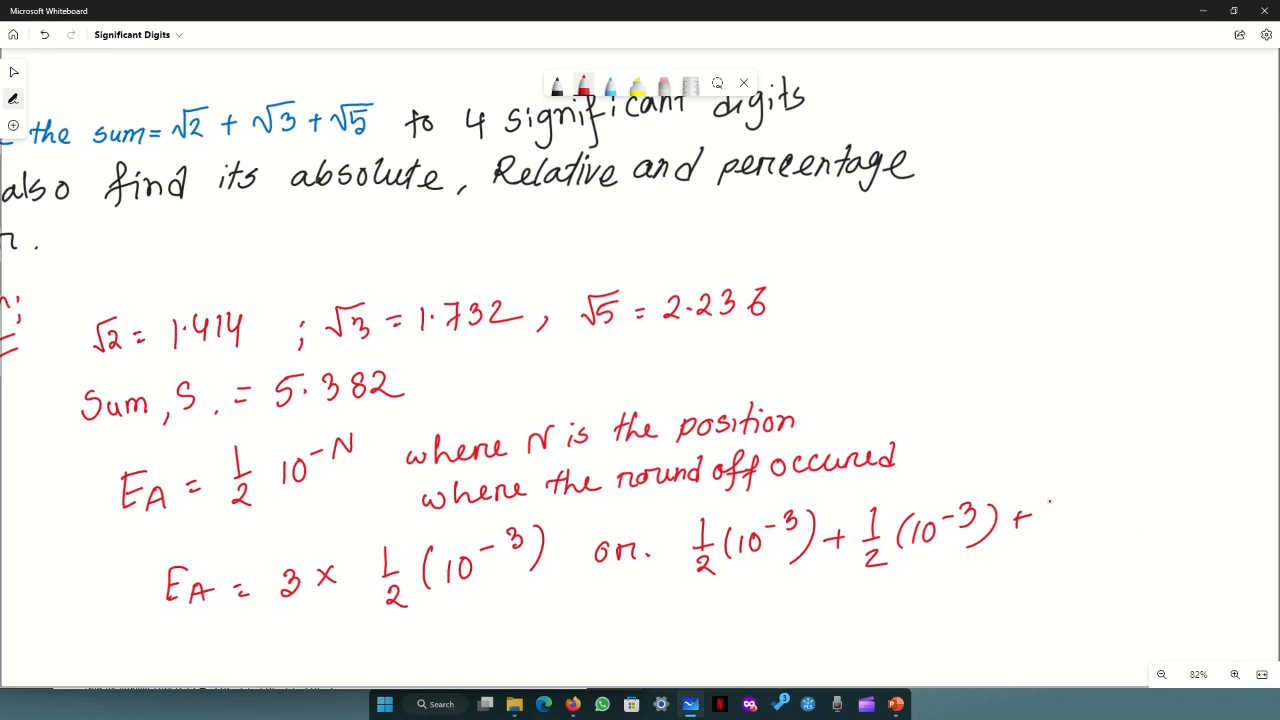 Microsoft Whiteboard
Significant Digits
the sum = √2 + √3 + √5 to 4 significant digits
also find its absolute, Relative and percentage
r.
n;
√2 = 1.414 ; √3 = 1.732, √5 = 2.236
Sum, S. = 5.382
E_A = 1/2 10^-N where N is the position
where the round off occured
E_A = 3 × 1/2 (10^-3) or. 1/2 (10^-3) + 1/2 (10^-3) +
82%
Search
3